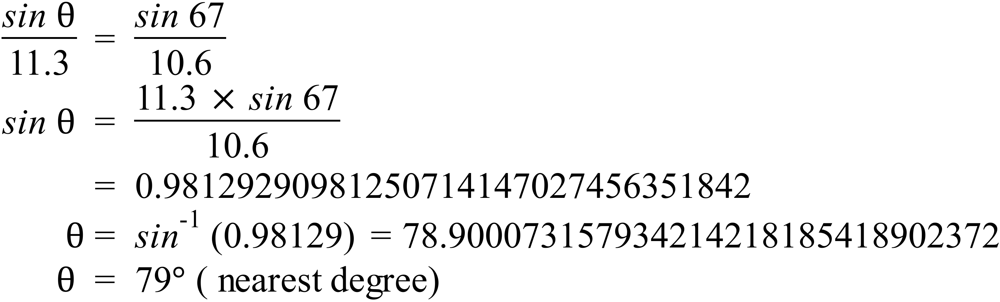 sin θ / 11.3 = sin 67 / 10.6
sin θ = 11.3 × sin 67 / 10.6
= 0.98129290981250714147027456351842
θ = sin⁻¹ (0.98129) = 78.900073157934214218185418902372
θ = 79° ( nearest degree)